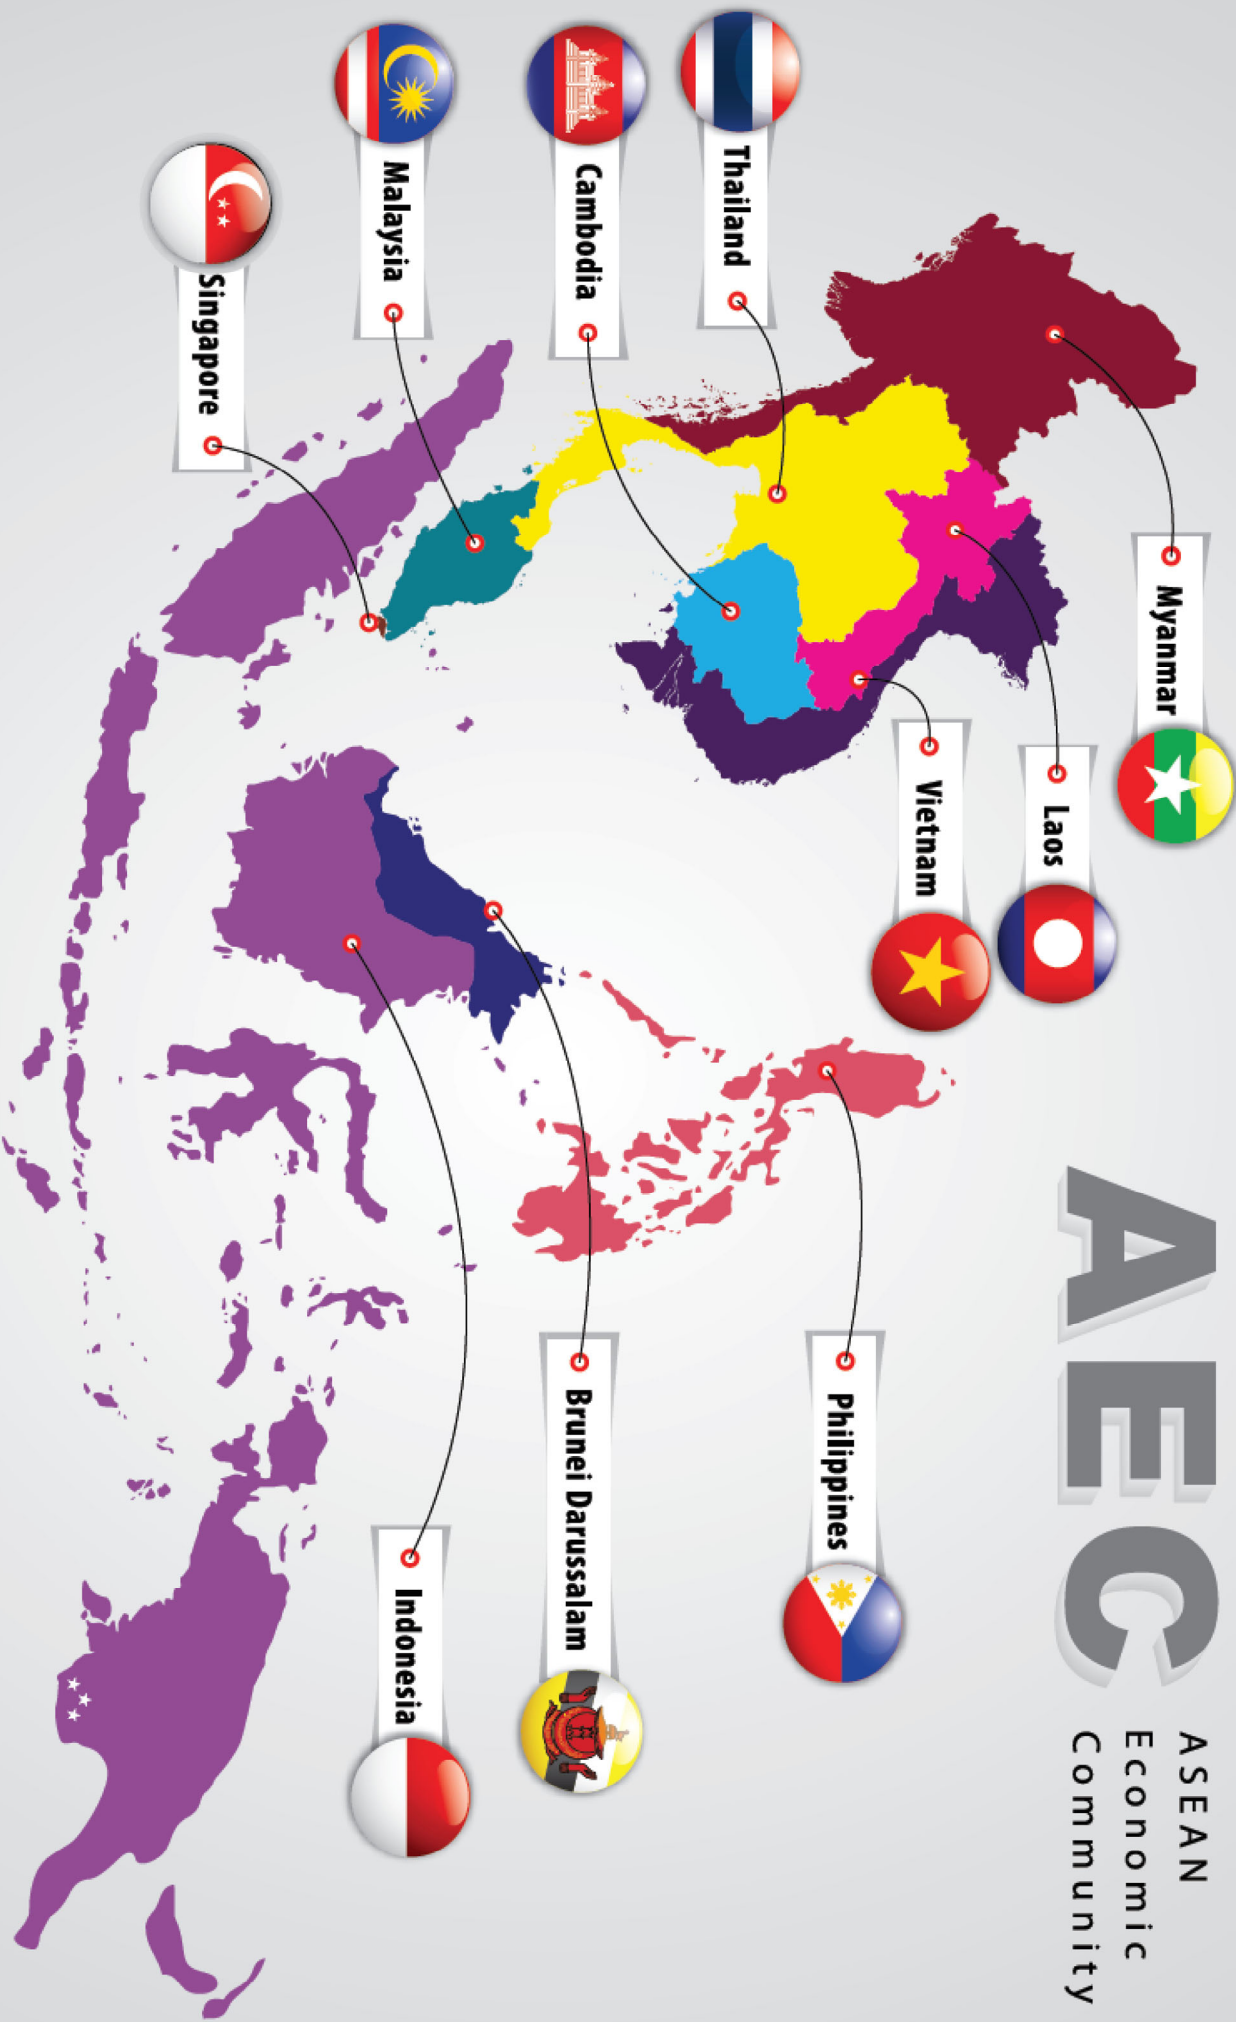 AEC
ASEAN
Economic
Community
Myanmar
Laos
Vietnam
Thailand
Cambodia
Malaysia
Singapore
Philippines
Brunei Darussalam
Indonesia